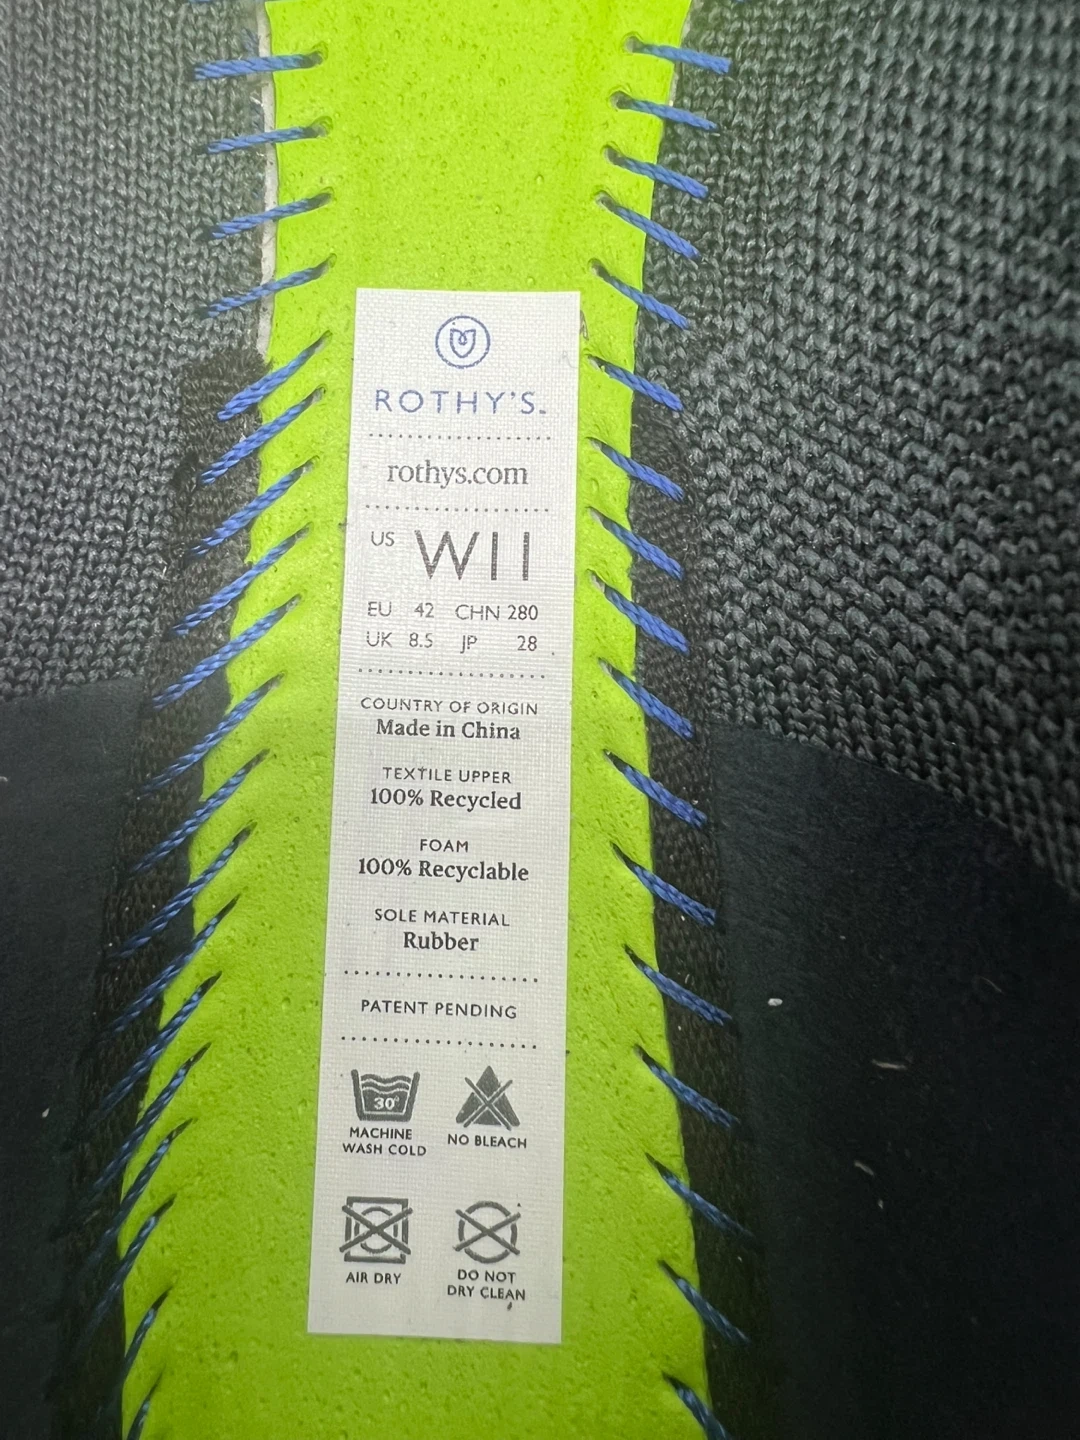 ROTHY'S.
rothys.com
US W11
EU 42 CHN 280
UK 8.5 JP 28
COUNTRY OF ORIGIN
Made in China
TEXTILE UPPER
100% Recycled
FOAM
100% Recyclable
SOLE MATERIAL
Rubber
PATENT PENDING
30°
MACHINE
WASH COLD
NO BLEACH
AIR DRY
DO NOT
DRY CLEAN